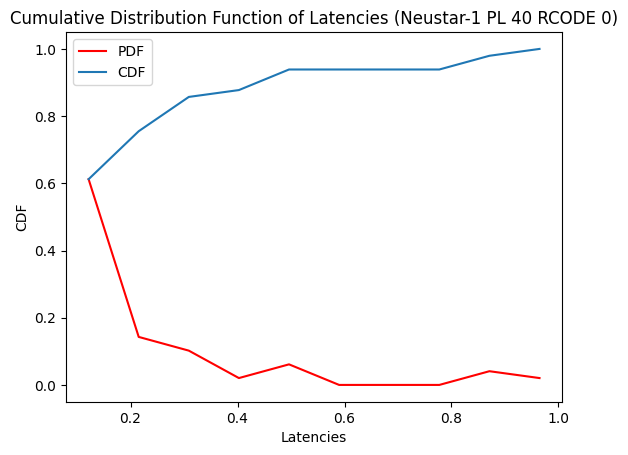 Cumulative Distribution Function of Latencies (Neustar-1 PL 40 RCODE 0)
PDF
CDF
1.0
0.8
0.6
0.4
0.2
0.0
CDF
0.2
0.4
0.6
0.8
1.0
Latencies